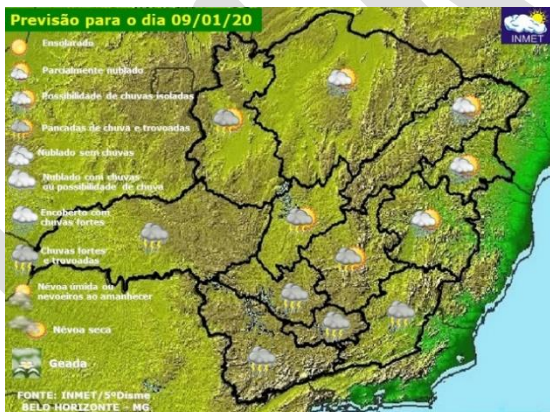 Previsão para o dia 09/01/20
INMET
Ensolarado
Parcialmente nublado
Possibilidade de chuvas isoladas
Pancadas de chuva e trovoadas
Nublado sem chuvas
Nublado com chuvas
ou possibilidade de chuva
Encoberto com
chuvas fortes
Chuvas fortes
e trovoadas
Névoa úmida ou
nevoeiros ao amanhecer
Névoa seca
Geada
FONTE: INMET/5ºDisme
BELO HORIZONTE - MG